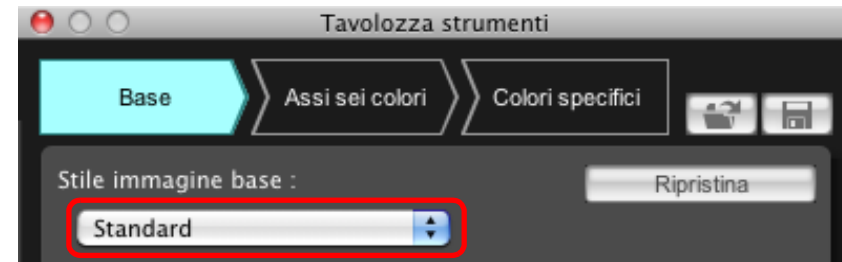 Tavolozza strumenti
Base Assi sei colori Colori specifici
Stile immagine base : Ripristina
Standard